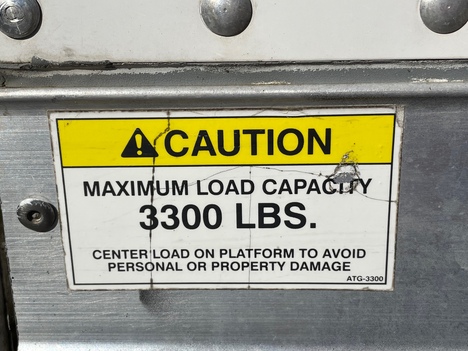 CAUTION
MAXIMUM LOAD CAPACITY
3300 LBS.
CENTER LOAD ON PLATFORM TO AVOID
PERSONAL OR PROPERTY DAMAGE
ATG-3300